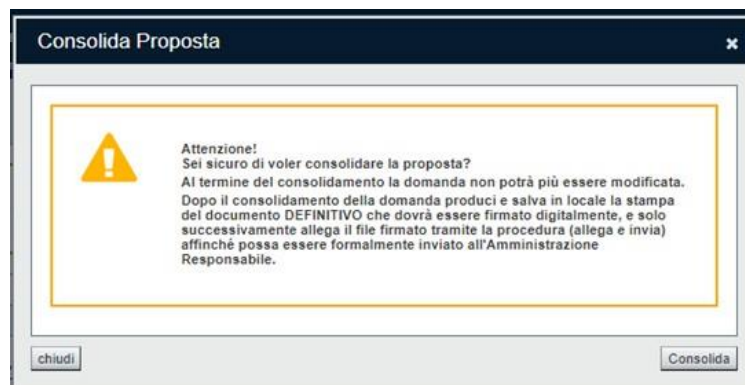 Consolida Proposta
×
Attenzione!
Sei sicuro di voler consolidare la proposta?
Al termine del consolidamento la domanda non potrà più essere modificata.
Dopo il consolidamento della domanda produci e salva in locale la stampa
del documento DEFINITIVO che dovrà essere firmato digitalmente, e solo
successivamente allega il file firmato tramite la procedura (allega e invia)
affinché possa essere formalmente inviato all'Amministrazione
Responsabile.
chiudi
Consolida